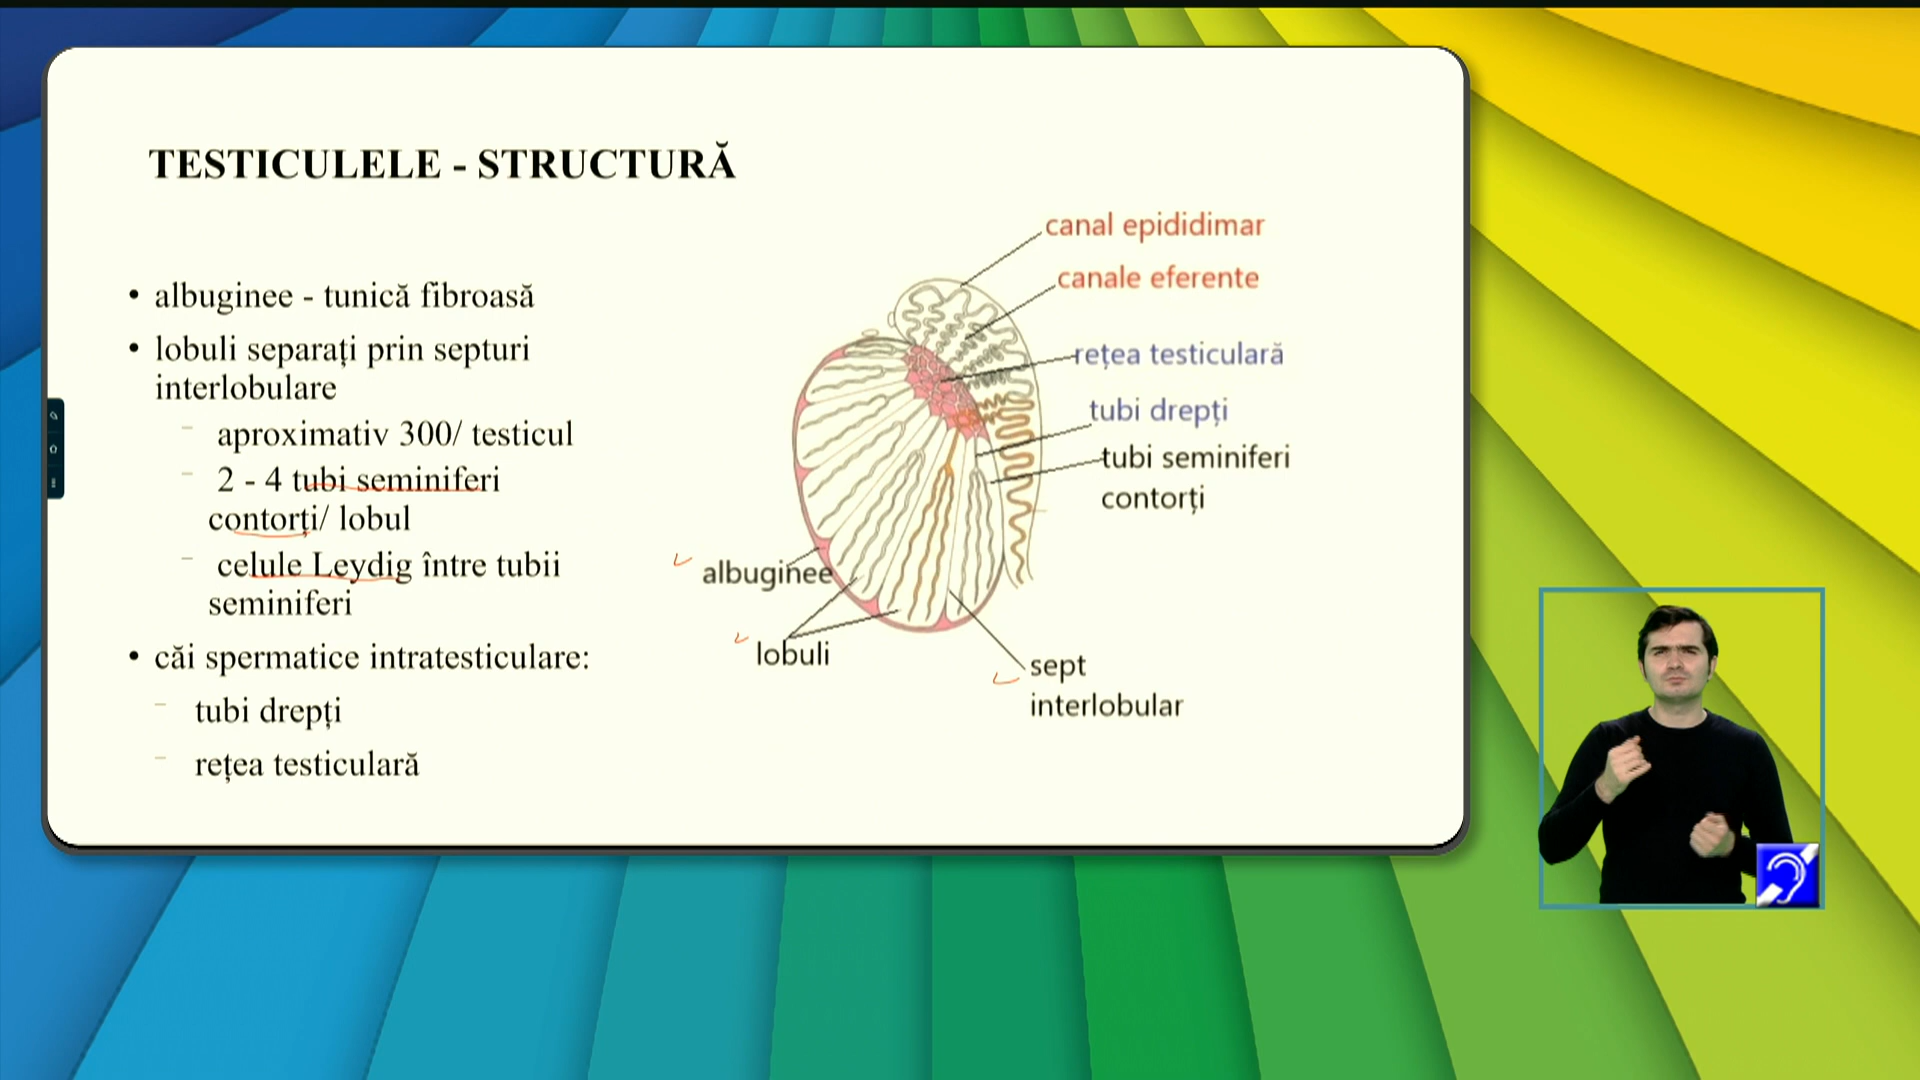 TESTICULELE - STRUCTURĂ
• albuginee - tunică fibroasă
• lobuli separați prin septuri
interlobulare
– aproximativ 300/ testicul
– 2 - 4 tubi seminiferi
contorți/ lobul
– celule Leydig între tubii
seminiferi
• căi spermatice intratesticulare:
– tubi drepți
– rețea testiculară
canal epididimar
canale eferente
rețea testiculară
tubi drepți
tubi seminiferi
contorți
albuginee
lobuli
sept
interlobular